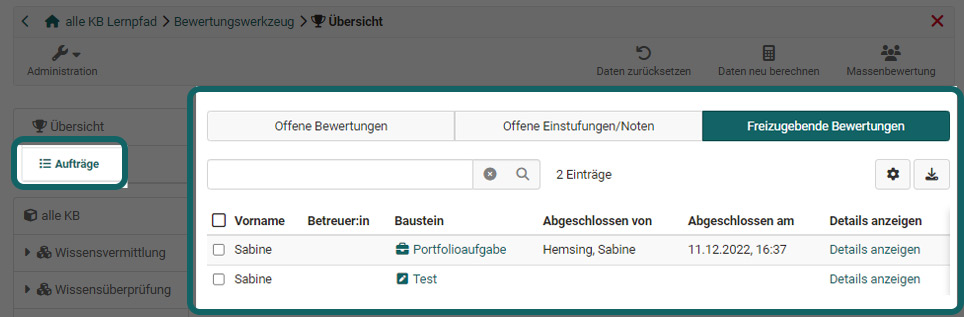 alle KB Lernpfad > Bewertungswerkzeug > Übersicht
Administration
Daten zurücksetzen
Daten neu berechnen
Massenbewertung
Übersicht
Aufträge
alle KB
Wissensvermittlung
Wissensüberprüfung
Offene Bewertungen
Offene Einstufungen/Noten
Freizugebende Bewertungen
2 Einträge
Vorname Betreuer:in Baustein Abgeschlossen von Abgeschlossen am Details anzeigen
Sabine Portfolioaufgabe Hemsing, Sabine 11.12.2022, 16:37 Details anzeigen
Sabine Test Details anzeigen